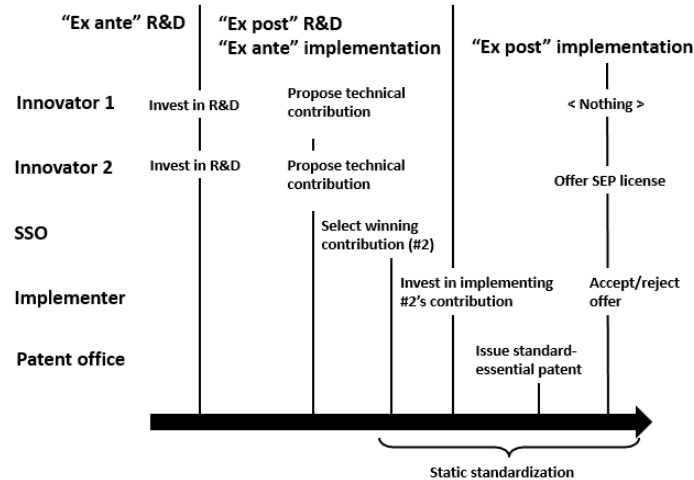 “Ex ante” R&D
“Ex post” R&D
“Ex ante” implementation
“Ex post” implementation
Innovator 1
Invest in R&D
Propose technical
contribution
< Nothing >
Innovator 2
Invest in R&D
Propose technical
contribution
Offer SEP license
SSO
Select winning
contribution (#2)
Implementer
Invest in implementing
#2’s contribution
Accept/reject
offer
Patent office
Issue standard-
essential patent
Static standardization